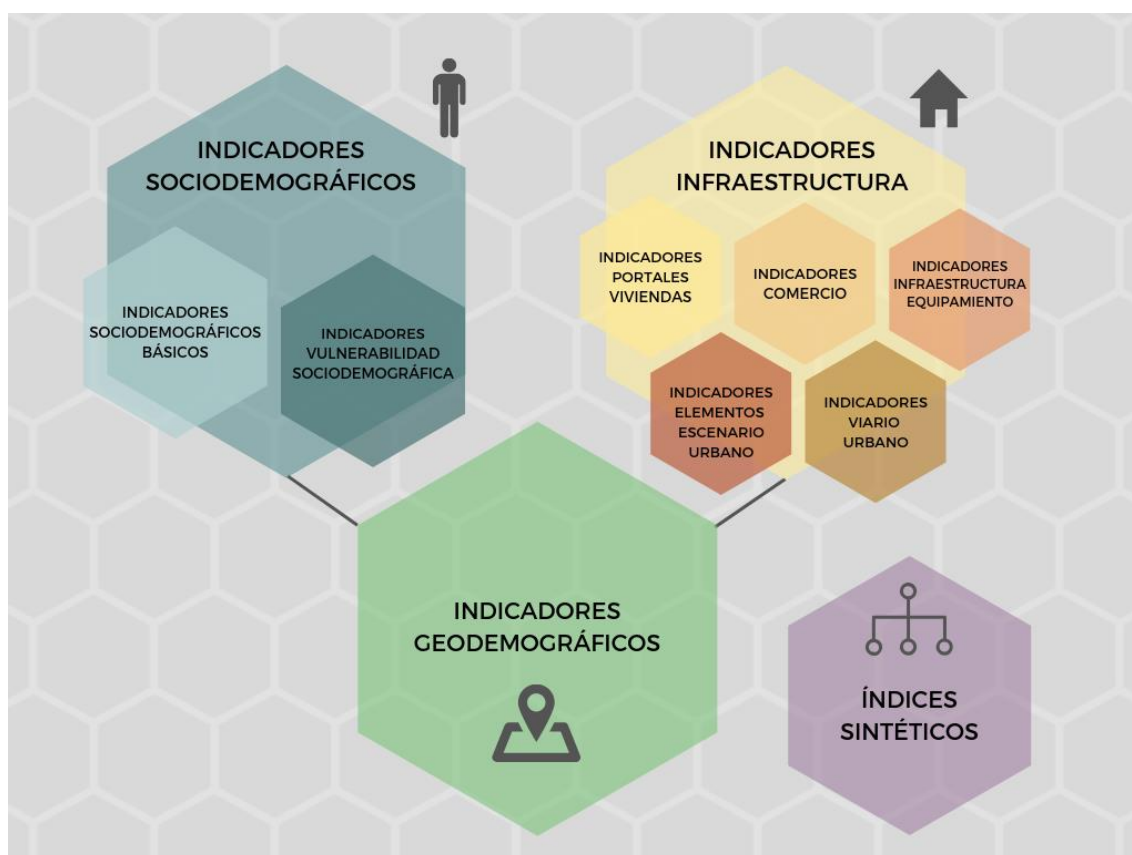 INDICADORES
SOCIODEMOGRÁFICOS
INDICADORES
SOCIODEMOGRÁFICOS
BÁSICOS
INDICADORES
VULNERABILIDAD
SOCIODEMOGRÁFICA
INDICADORES
INFRAESTRUCTURA
INDICADORES
PORTALES
VIVIENDAS
INDICADORES
COMERCIO
INDICADORES
INFRAESTRUCTURA
EQUIPAMIENTO
INDICADORES
ELEMENTOS
ESCENARIO
URBANO
INDICADORES
VIARIO
URBANO
INDICADORES
GEODEMOGRÁFICOS
ÍNDICES
SINTÉTICOS